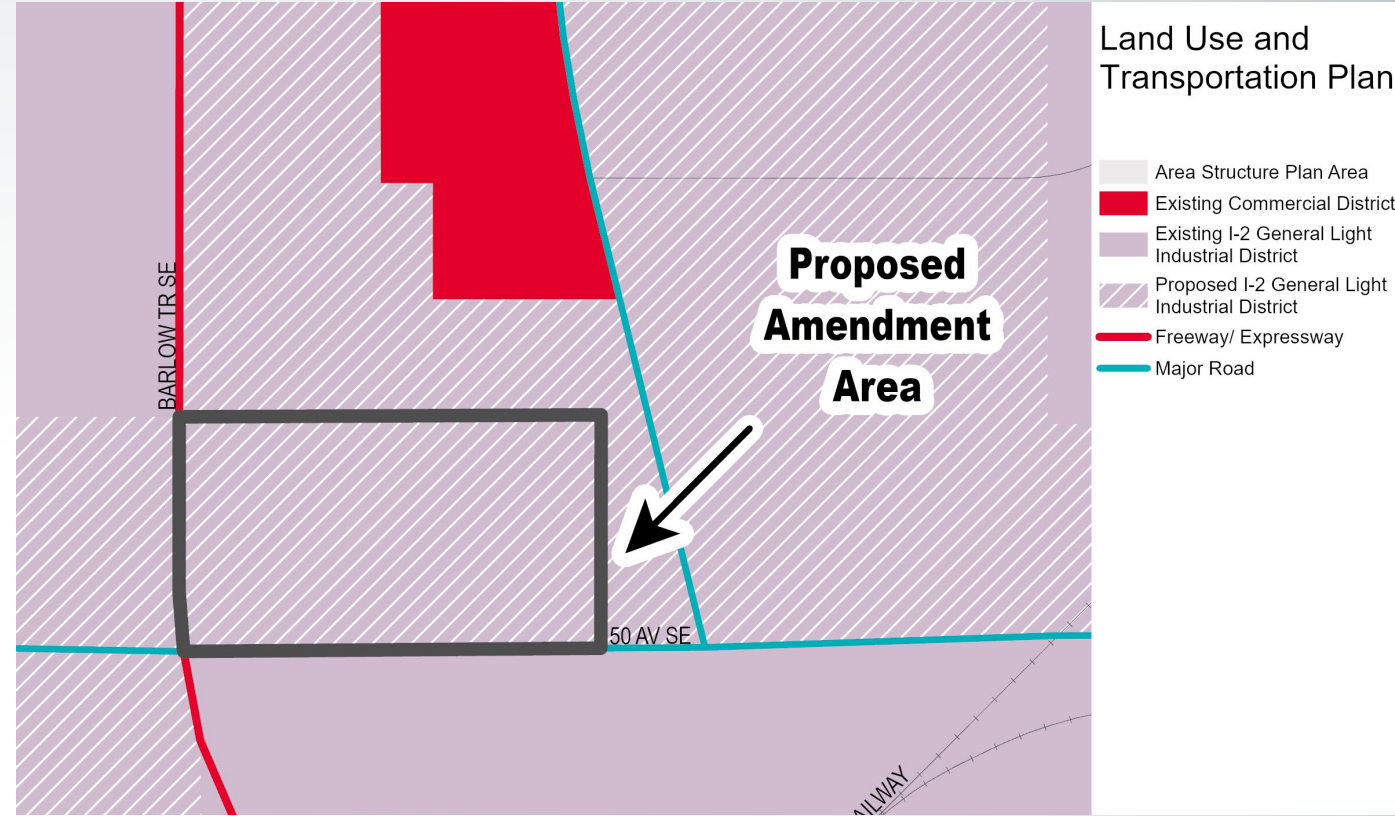 Land Use and
Transportation Plan
Area Structure Plan Area
Existing Commercial District
Existing I-2 General Light
Industrial District
Proposed I-2 General Light
Industrial District
Freeway/ Expressway
Major Road
BARLOW TR SE
Proposed
Amendment
Area
50 AV SE
AILWAY